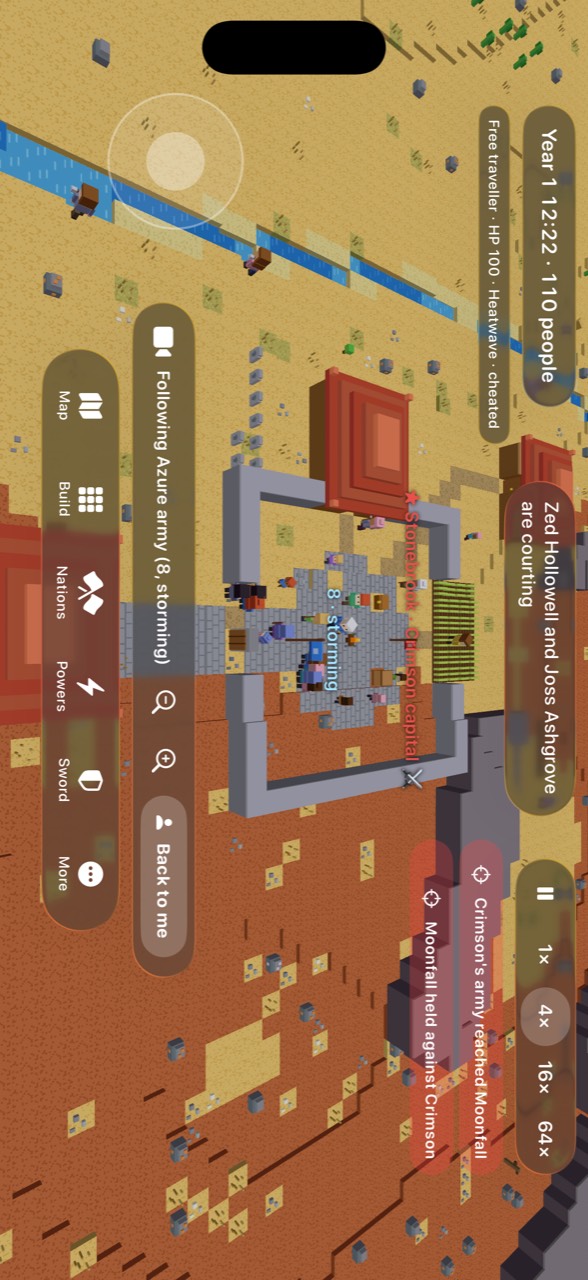 Year 1 12:22 · 110 people
Free traveller · HP 100 · Heatwave · cheated
Zed Hollowell and Joss Ashgrove
are courting
1×
4×
16×
64×
Crimson's army reached Moonfall
Moonfall held against Crimson
Crimson capital
8 · storming
Following Azure army (8, storming)
Back to me
Map
Build
Nations
Powers
Sword
More